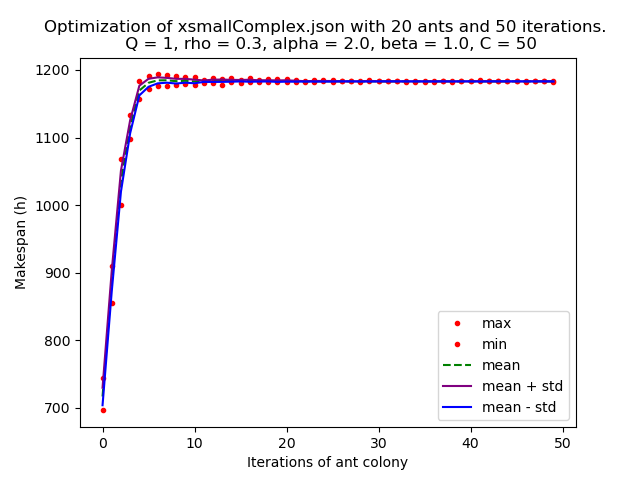 Optimization of xsmallComplex.json with 20 ants and 50 iterations.
Q = 1, rho = 0.3, alpha = 2.0, beta = 1.0, C = 50
1200
1100
1000
900
800
700
Makespan (h)
max
min
mean
mean + std
mean - std
0 10 20 30 40 50
Iterations of ant colony